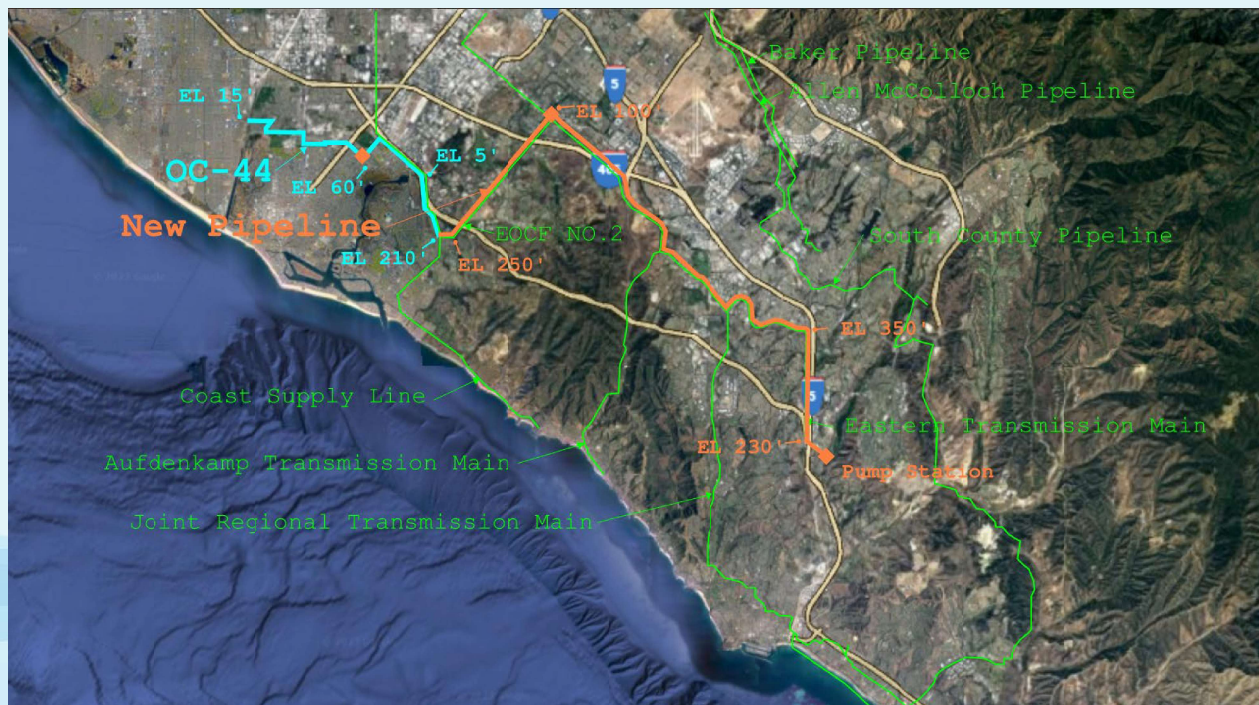 Baker Pipeline
5
Allen McColloch Pipeline
EL 15'
EL 100'
EL 5'
OC-44
405
EL 60'
New Pipeline
EOCF NO.2
South County Pipeline
EL 210'
EL 250'
EL 350'
Coast Supply Line
5
Eastern Transmission Main
EL 230'
Aufdenkamp Transmission Main
Pump Station
Joint Regional Transmission Main